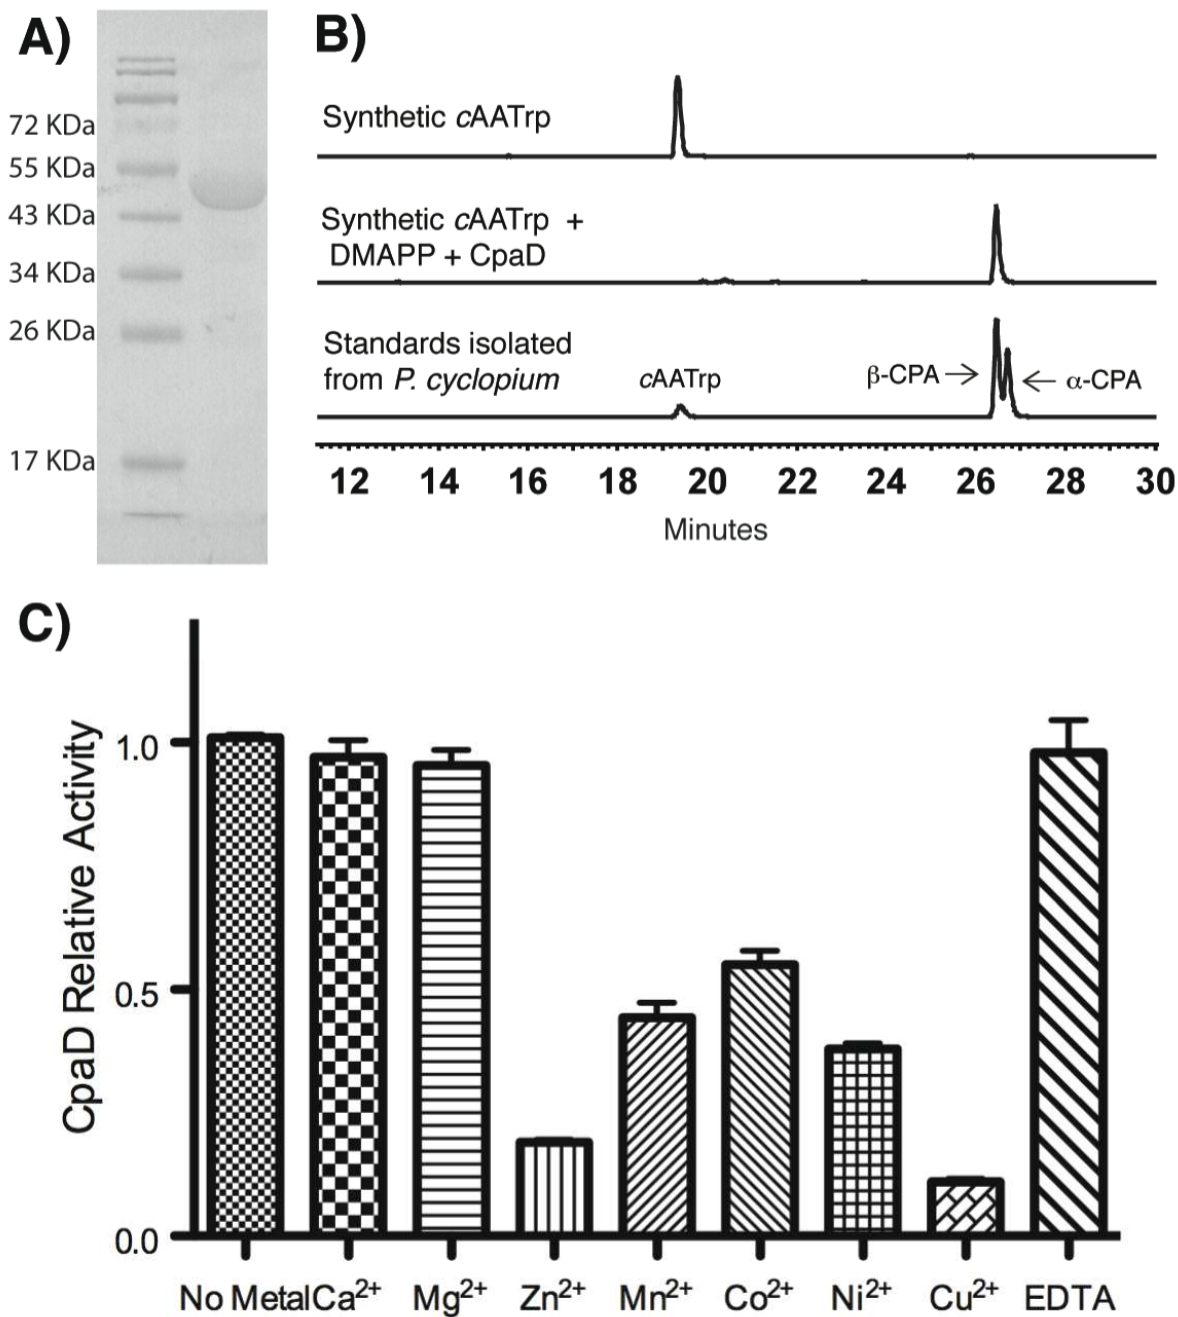 A)
72 KDa
55 KDa
43 KDa
34 KDa
26 KDa
17 KDa
B)
Synthetic cAATrp
Synthetic cAATrp +
DMAPP + CpaD
Standards isolated
from P. cyclopium
cAATrp
β-CPA
α-CPA
12 14 16 18 20 22 24 26 28 30
Minutes
C)
CpaD Relative Activity
1.0
0.5
0.0
No Metal Ca²⁺ Mg²⁺ Zn²⁺ Mn²⁺ Co²⁺ Ni²⁺ Cu²⁺ EDTA